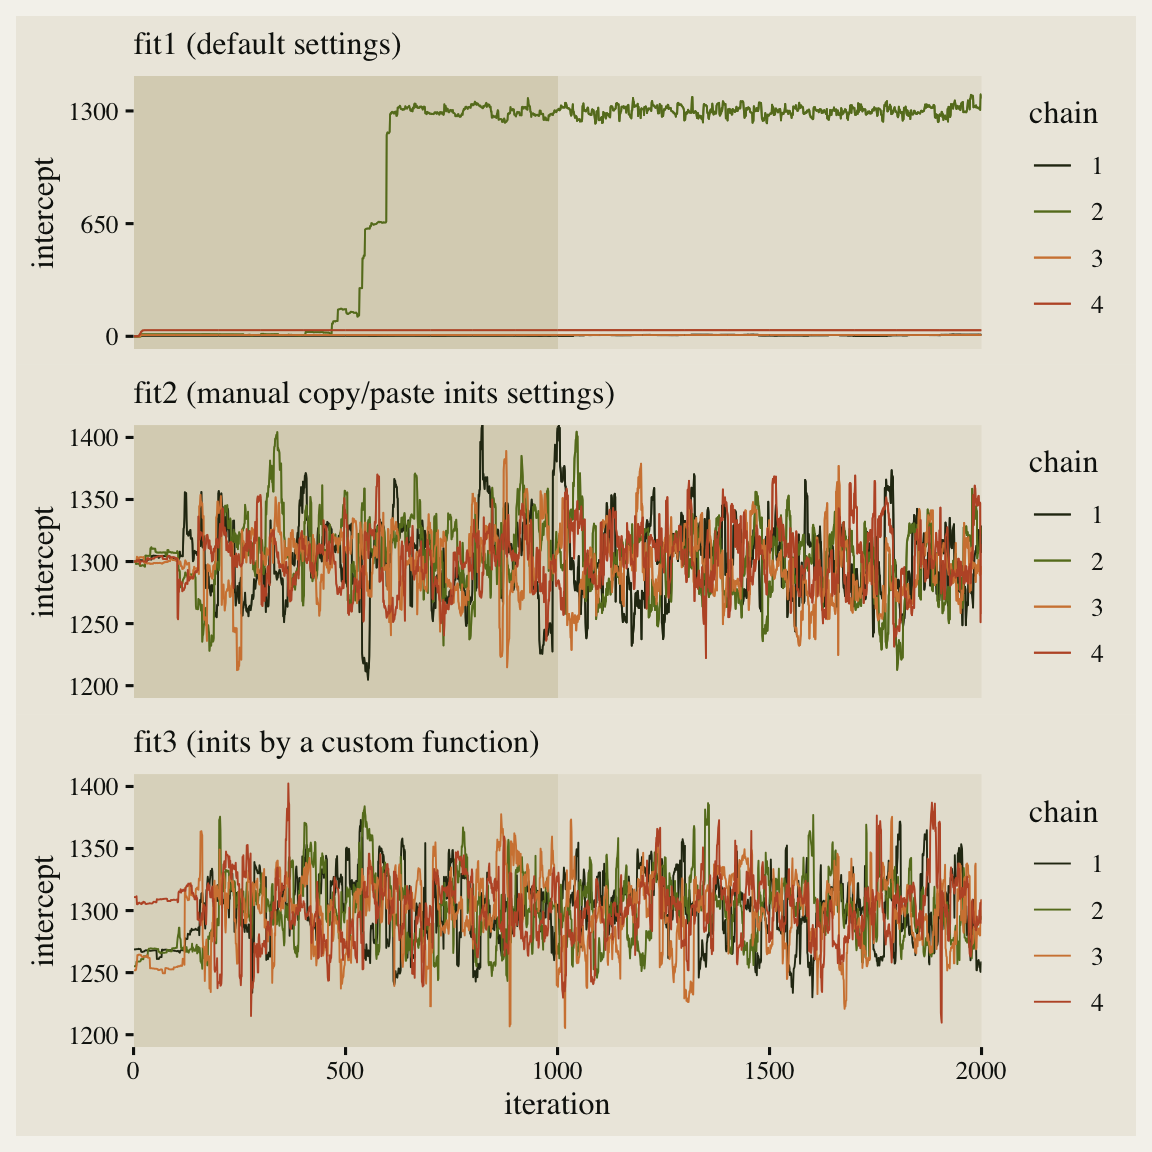 fit1 (default settings)
intercept
1300
650
0
chain
1
2
3
4
fit2 (manual copy/paste inits settings)
intercept
1400
1350
1300
1250
1200
chain
1
2
3
4
fit3 (inits by a custom function)
intercept
1400
1350
1300
1250
1200
chain
1
2
3
4
0 500 1000 1500 2000
iteration